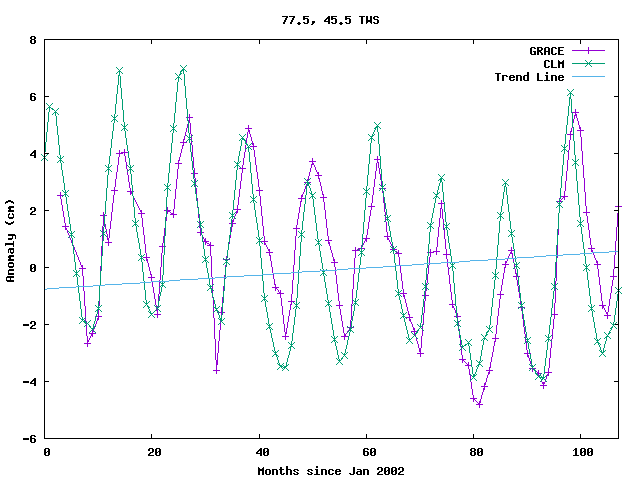 77.5, 45.5 TWS
GRACE
CLM
Trend Line
Anomaly (cm)
8
6
4
2
0
-2
-4
-6
0 20 40 60 80 100
Months since Jan 2002